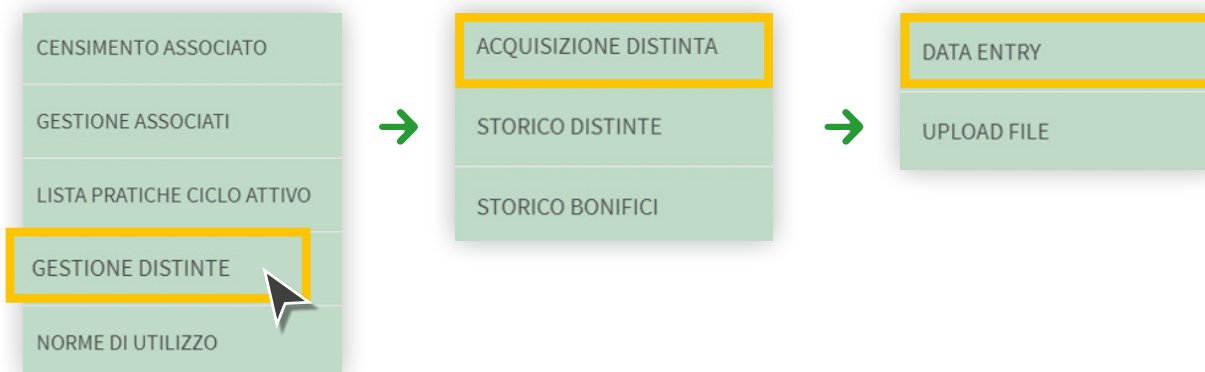 CENSIMENTO ASSOCIATO
GESTIONE ASSOCIATI
LISTA PRATICHE CICLO ATTIVO
GESTIONE DISTINTE
NORME DI UTILIZZO
ACQUISIZIONE DISTINTA
STORICO DISTINTE
STORICO BONIFICI
DATA ENTRY
UPLOAD FILE